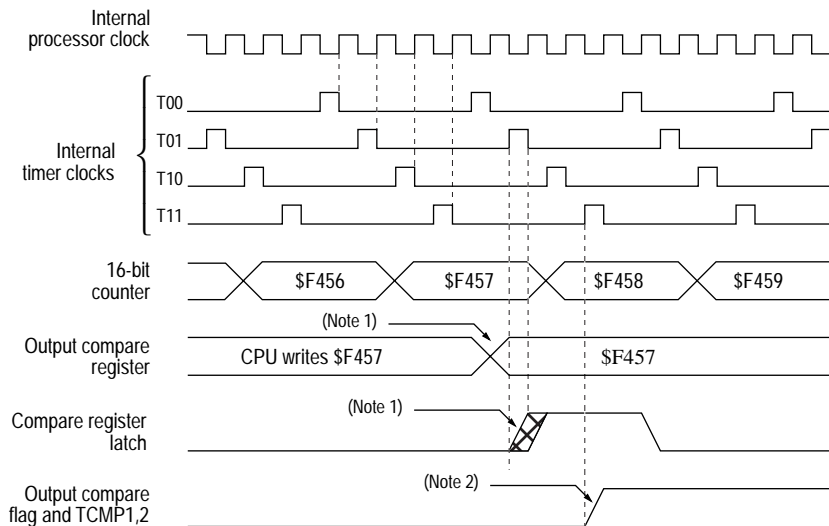 Internal
processor clock
T00
T01
Internal
timer clocks
T10
T11
16-bit
counter
$F456
$F457
$F458
$F459
(Note 1)
Output compare
register
CPU writes $F457
$F457
(Note 1)
Compare register
latch
(Note 2)
Output compare
flag and TCMP1,2